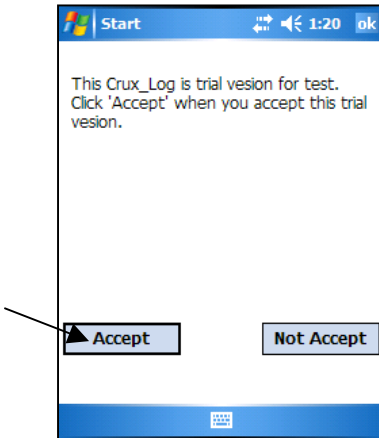 Start 1:20 ok
This Crux_Log is trial vesion for test.
Click 'Accept' when you accept this trial
vesion.
Accept Not Accept